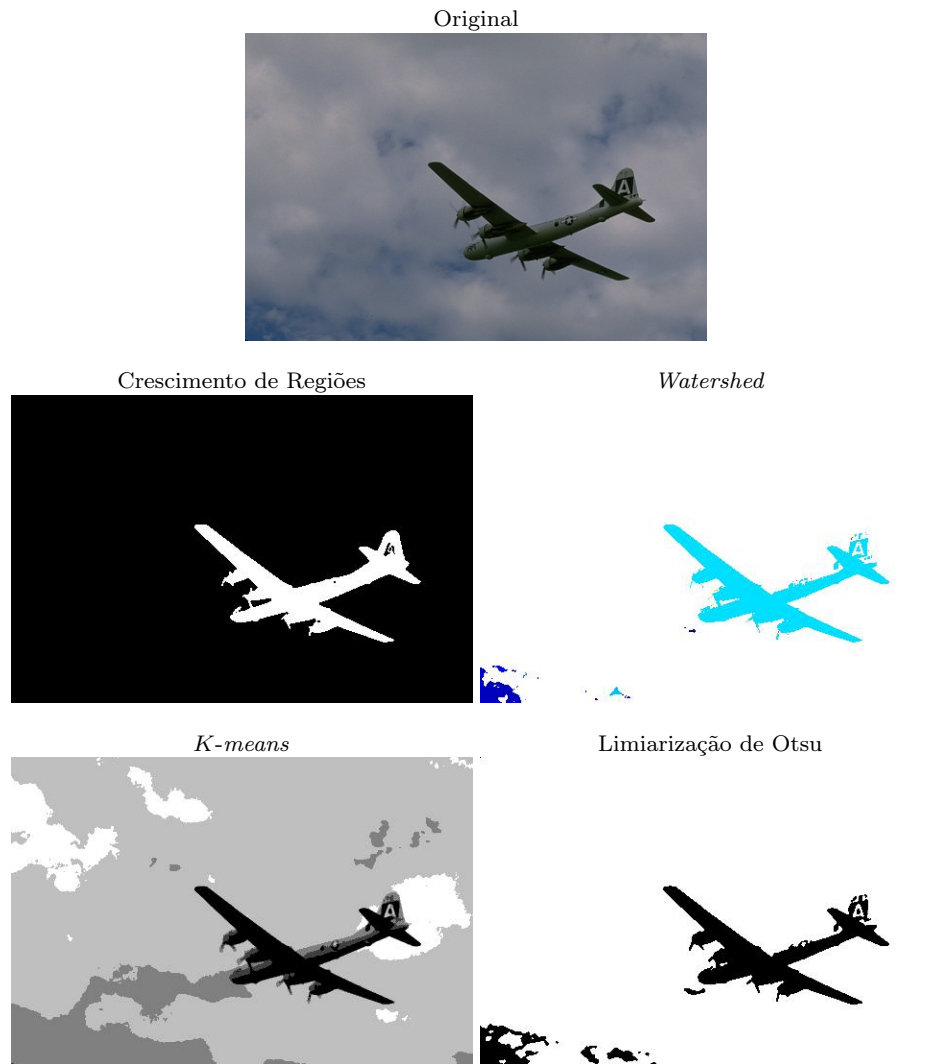 Original
A
Crescimento de Regiões
Watershed
A
A
K-means
Limiarização de Otsu
A
A